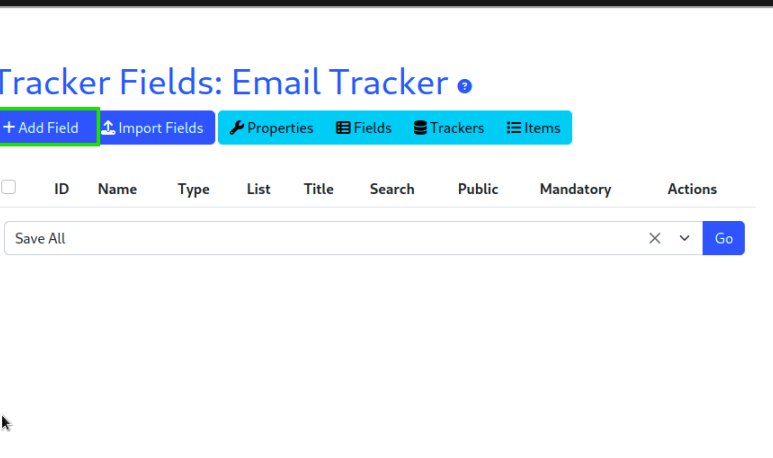 Tracker Fields: Email Tracker ?
+ Add Field Import Fields Properties Fields Trackers Items
ID Name Type List Title Search Public Mandatory Actions
Save All Go